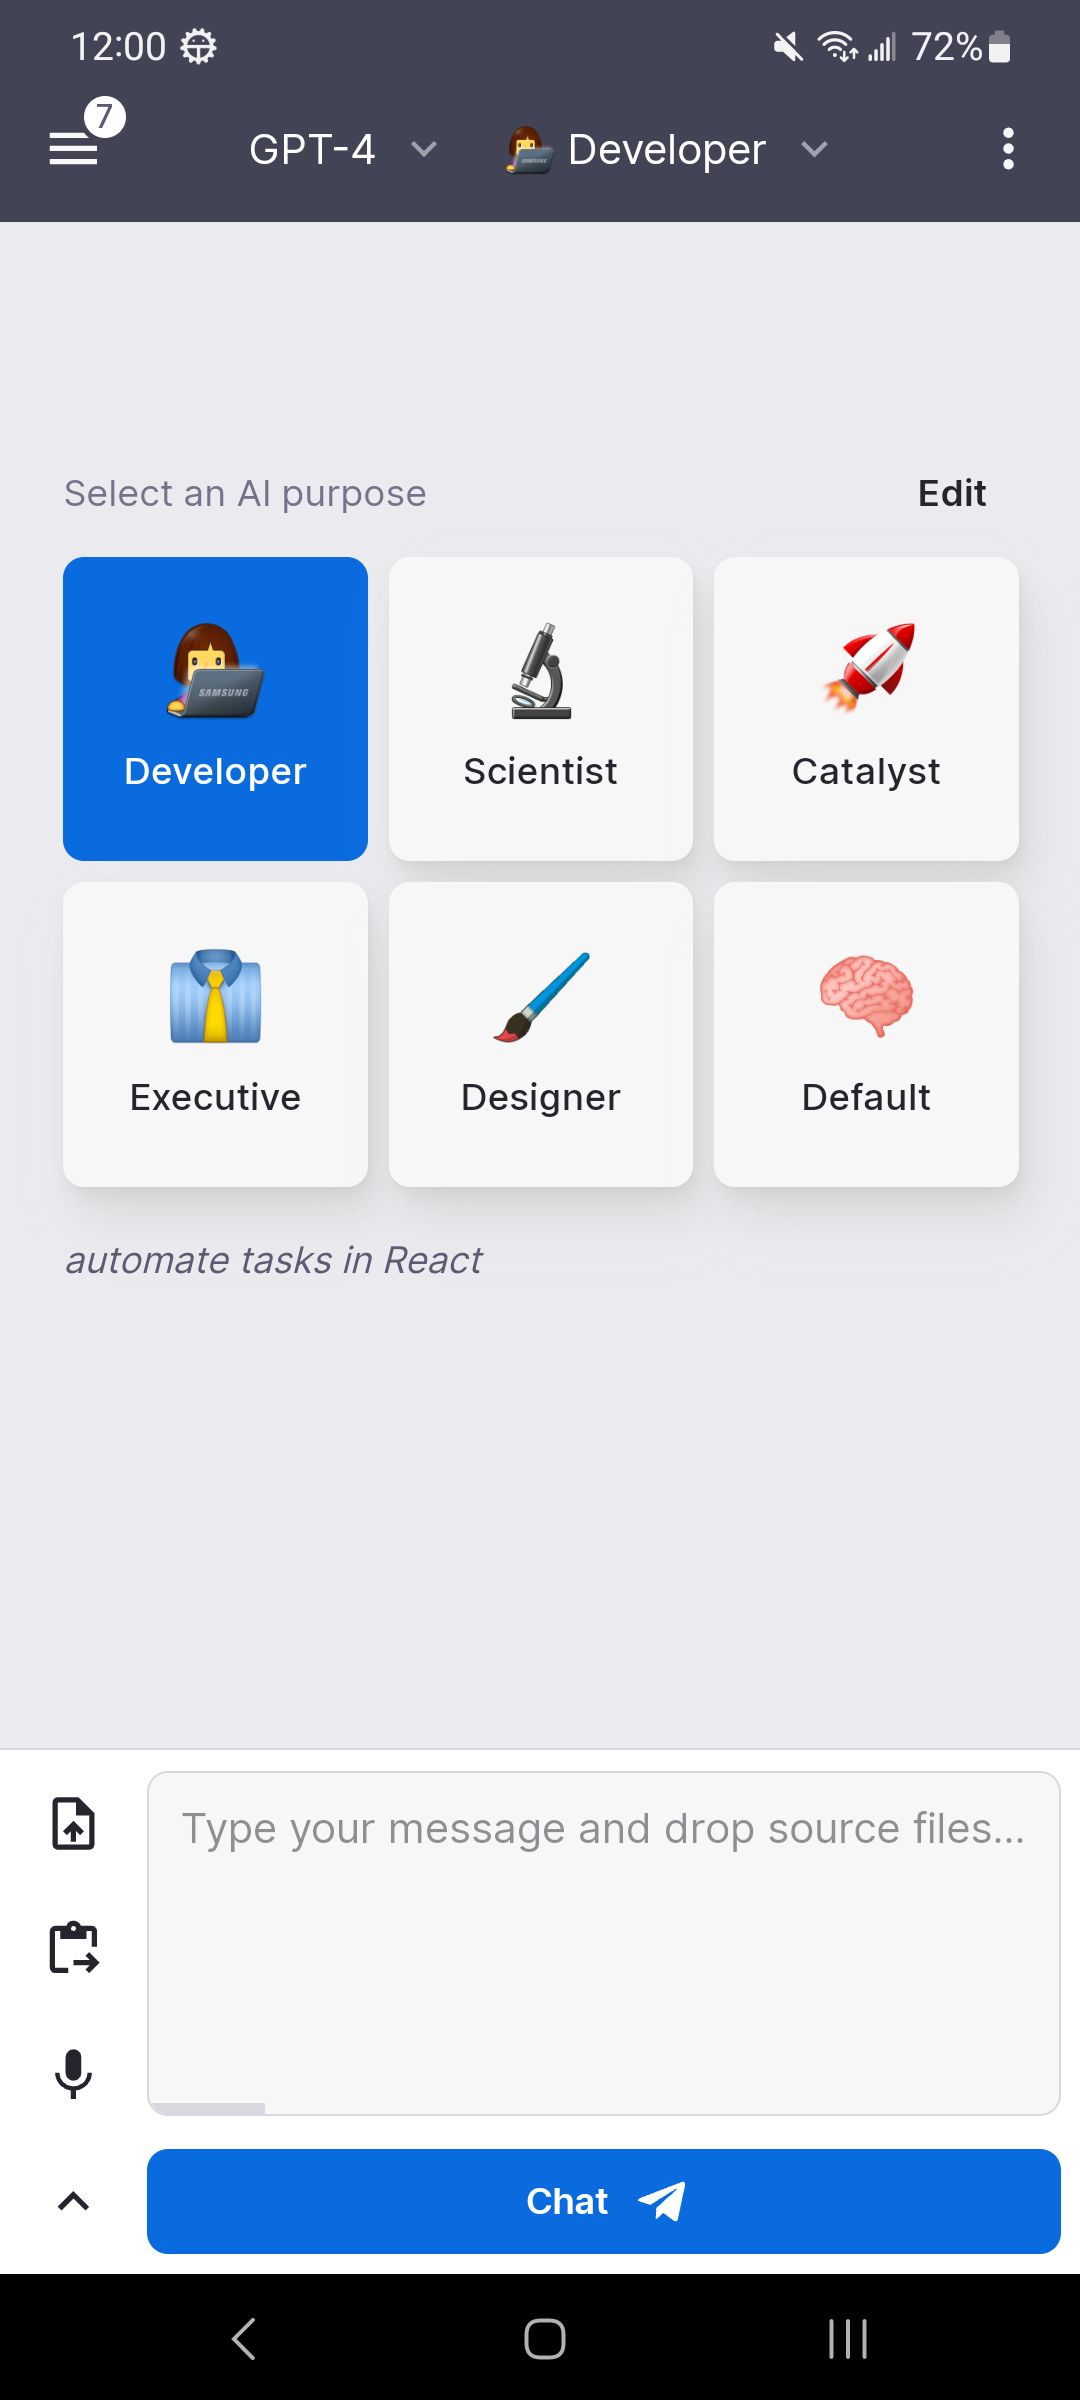 12:00 72%
7
GPT-4 Developer
Select an AI purpose Edit
SAMSUNG
Developer Scientist Catalyst
Executive Designer Default
automate tasks in React
Type your message and drop source files...
Chat